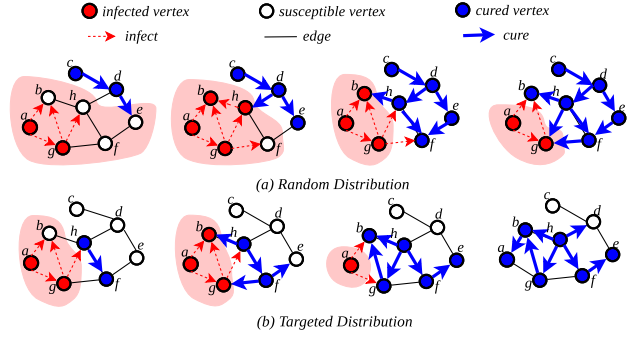 infected vertex susceptible vertex cured vertex
infect edge cure
c d b h e a g f
c d b h e a g f
c d b h e a g f
c d b h e a g f
(a) Random Distribution
c d b h e a g f
c d b h e a g f
c d b h e a g f
c d b h e a g f
(b) Targeted Distribution